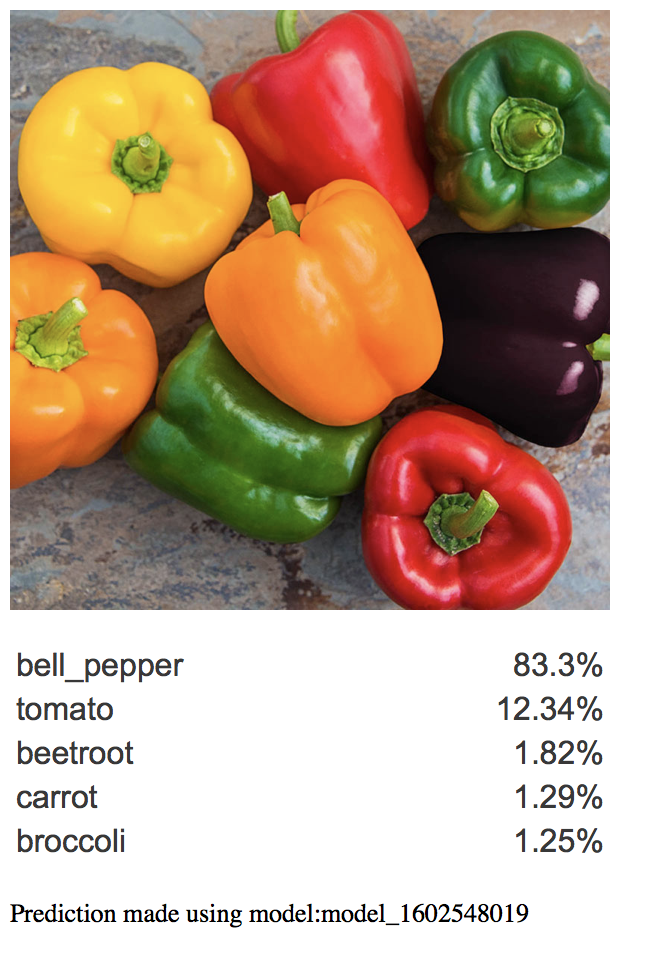 bell_pepper 83.3%
tomato 12.34%
beetroot 1.82%
carrot 1.29%
broccoli 1.25%
Prediction made using model:model_1602548019